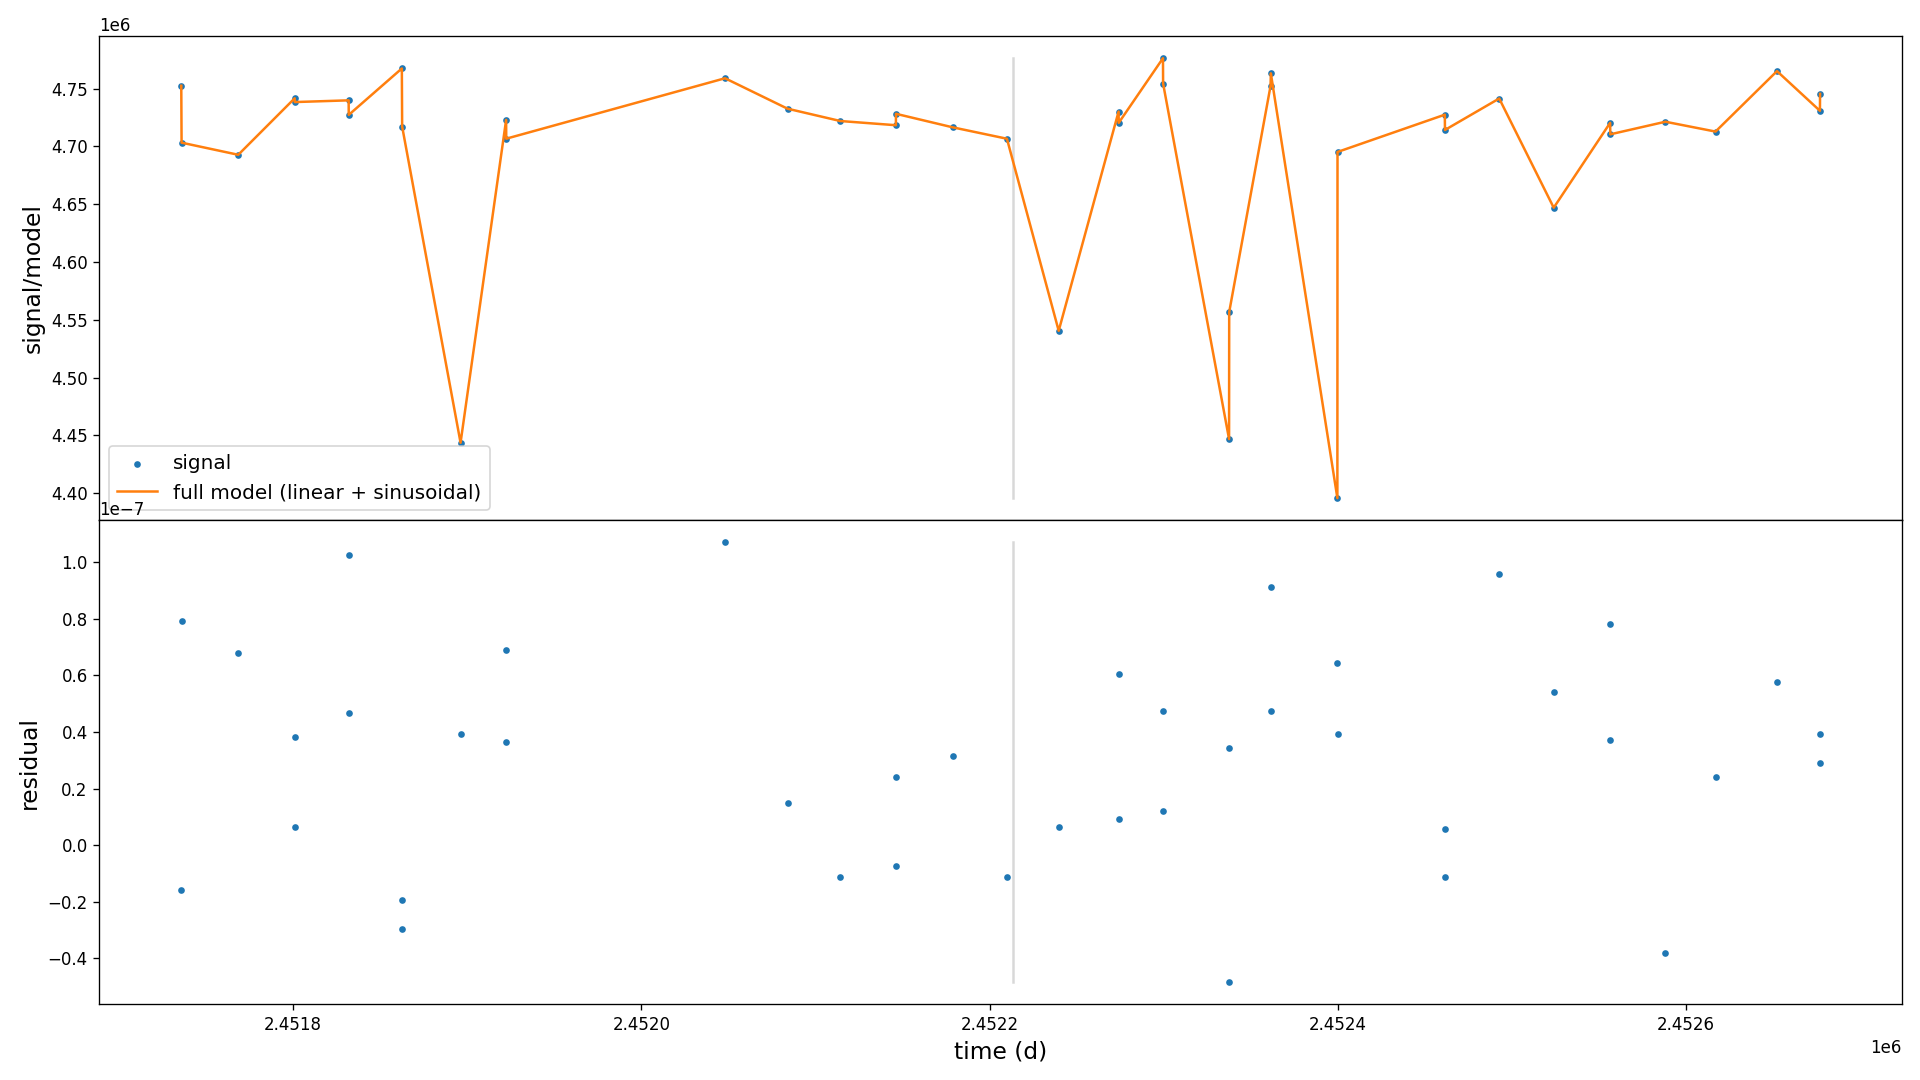 1e6
4.75
4.70
4.65
4.60
4.55
4.50
4.45
4.40
signal/model
signal
full model (linear + sinusoidal)
1e−7
1.0
0.8
0.6
0.4
0.2
0.0
−0.2
−0.4
residual
2.4518
2.4520
2.4522
2.4524
2.4526
1e6
time (d)